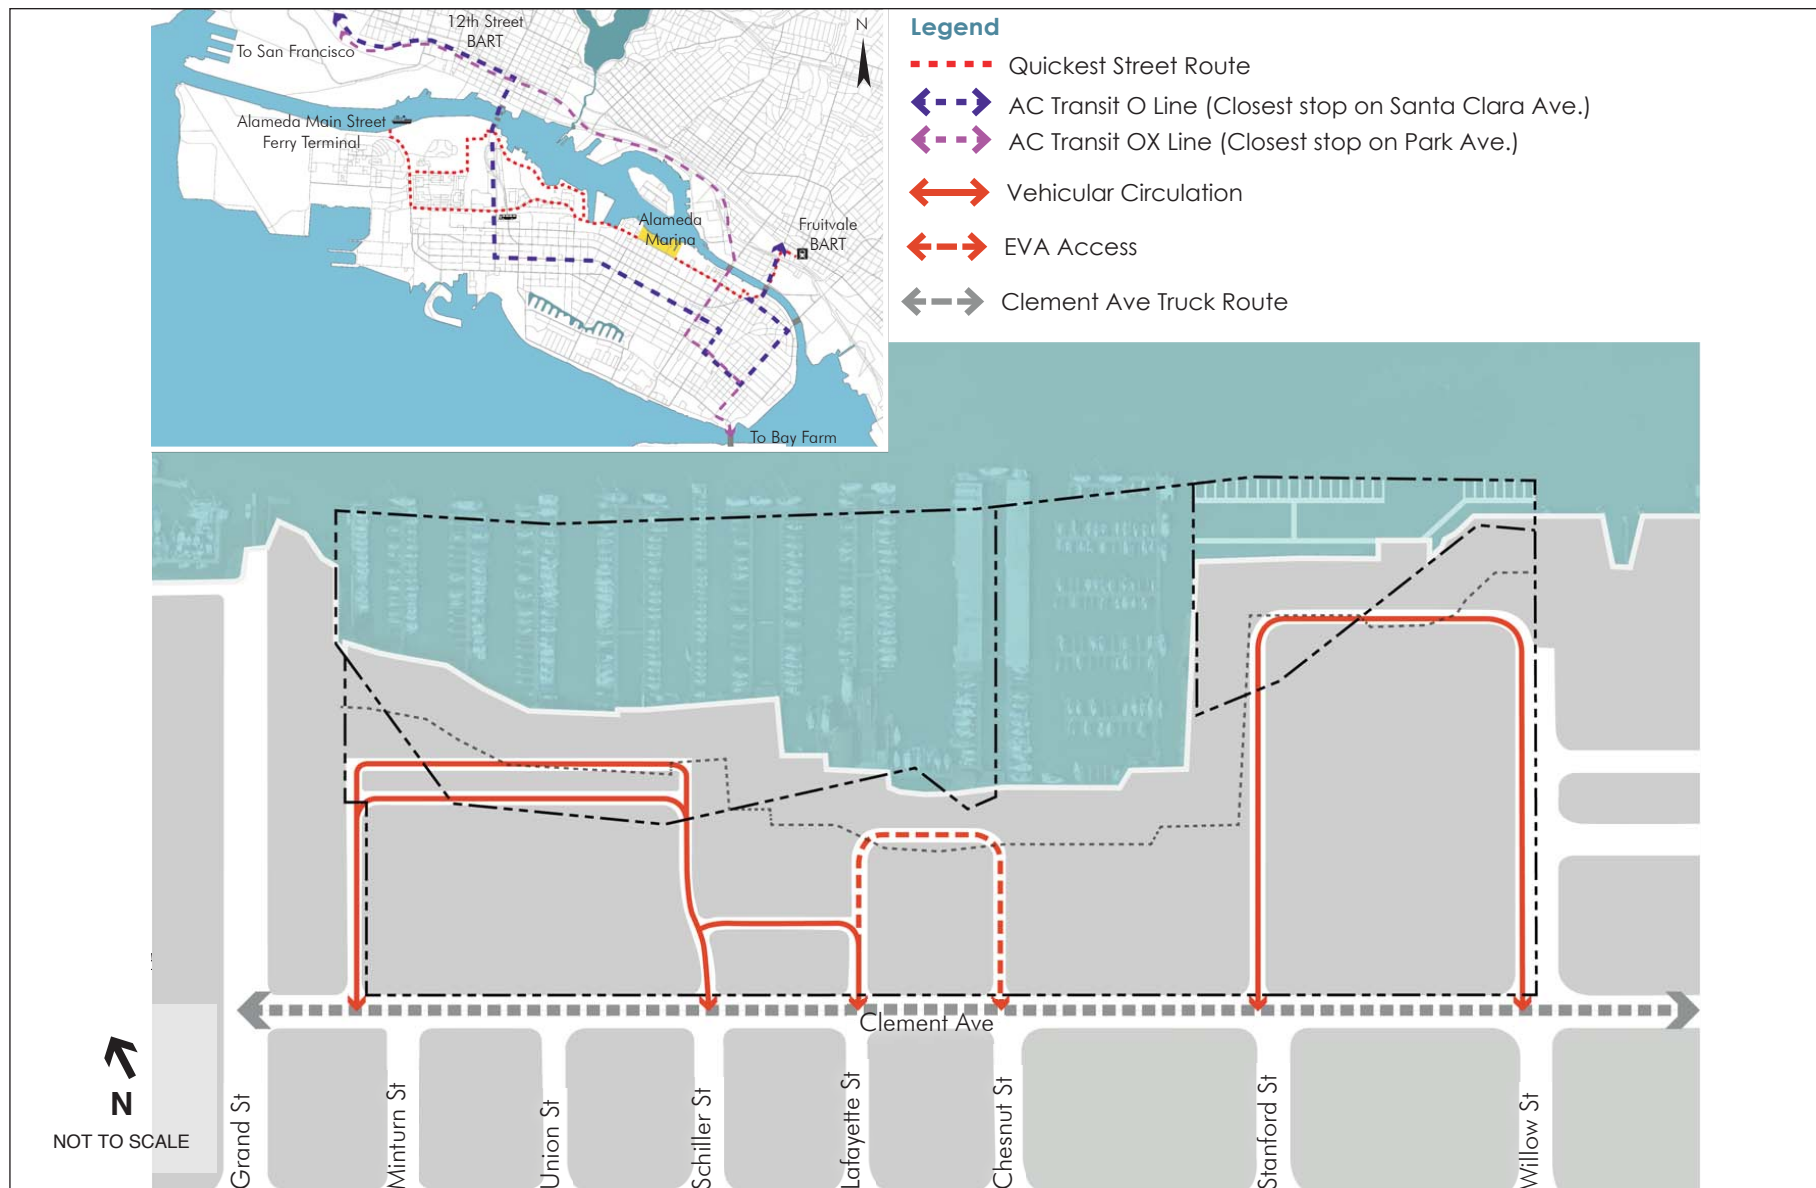 12th Street
BART
N
To San Francisco
Alameda Main Street
Ferry Terminal
Alameda
Marina
Fruitvale
BART
To Bay Farm
Legend
Quickest Street Route
AC Transit O Line (Closest stop on Santa Clara Ave.)
AC Transit OX Line (Closest stop on Park Ave.)
Vehicular Circulation
EVA Access
Clement Ave Truck Route
Clement Ave
N
NOT TO SCALE
Grand St
Minturn St
Union St
Schiller St
Lafayette St
Chesnut St
Stanford St
Willow St